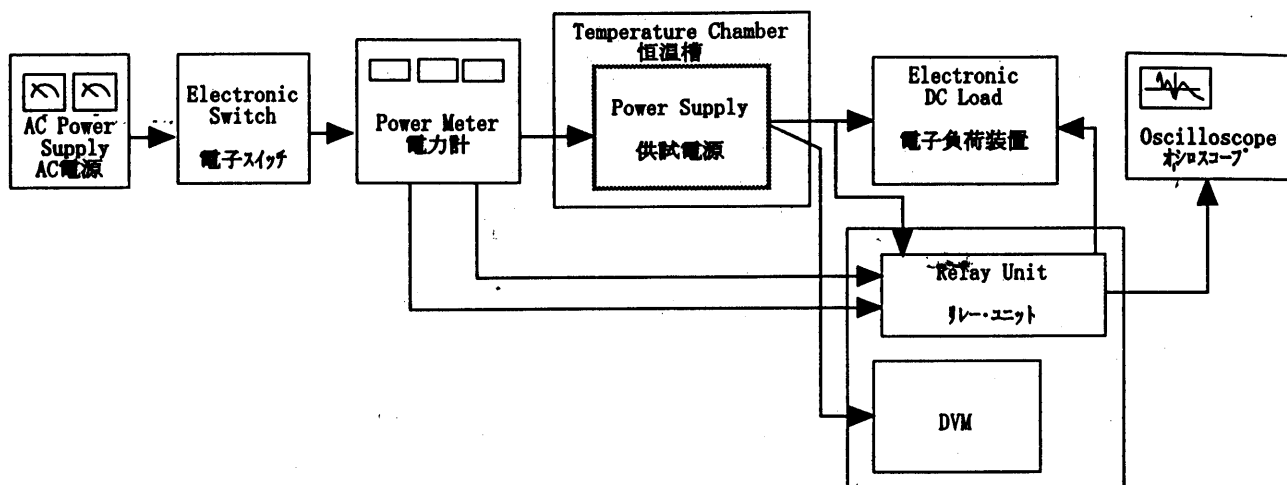 AC Power
Supply
AC電源
Electronic
Switch
電子スイッチ
Power Meter
電力計
Temperature Chamber
恒温槽
Power Supply
供試電源
Electronic
DC Load
電子負荷装置
Oscilloscope
オシロスコープ
Relay Unit
リレー・ユニット
DVM